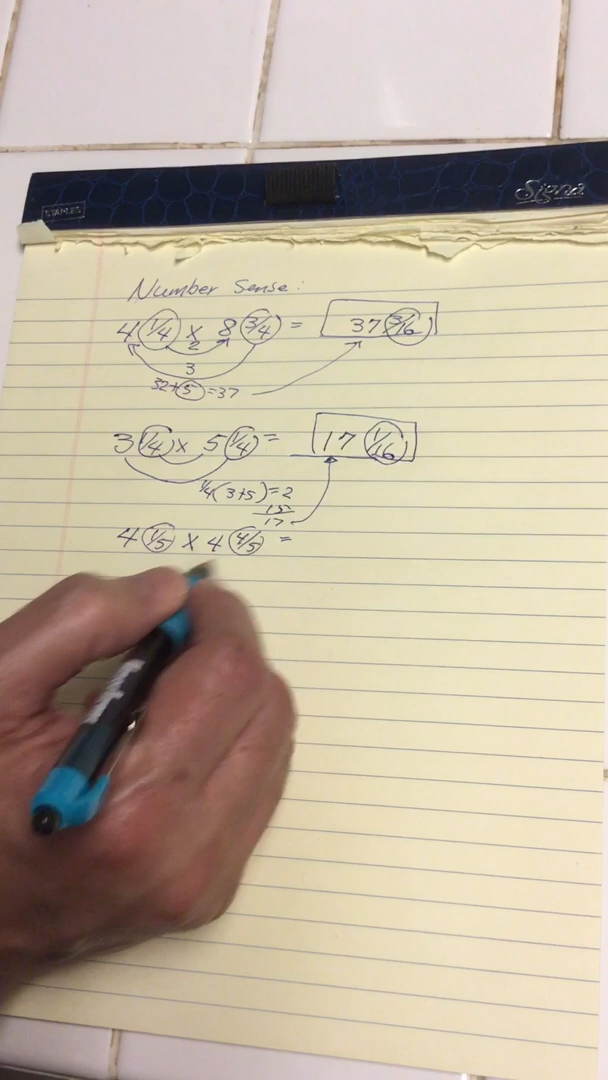 STAPLES
Signa
Number Sense:
4 1/4 x 8 3/4 = 37 3/16
2
3
32+5=37
3 1/4 x 5 1/4 = 17 1/16
1/4(3+5)=2
15
17
4 1/5 x 4 4/5 =